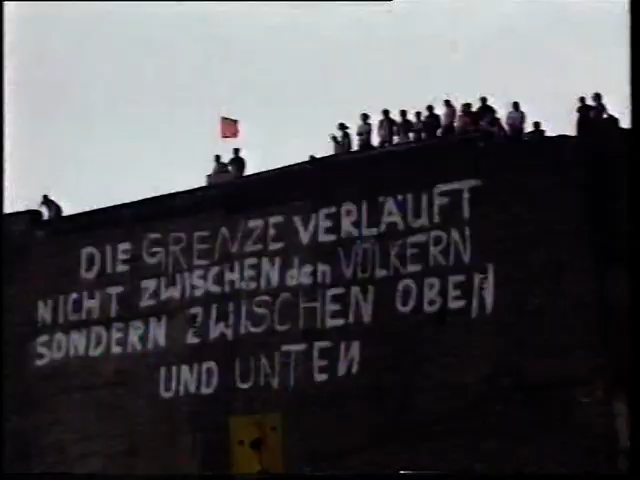 DIE GRENZE VERLÄUFT
NICHT ZWISCHEN den VÖLKERN
SONDERN ZWISCHEN OBEN
UND UNTEN